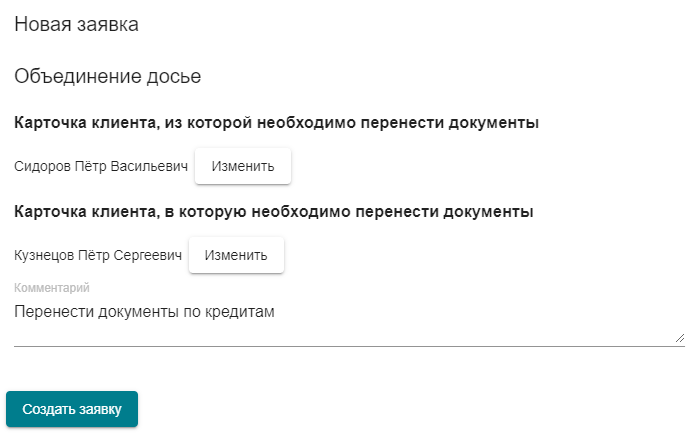 Новая заявка
Объединение досье
Карточка клиента, из которой необходимо перенести документы
Сидоров Пётр Васильевич Изменить
Карточка клиента, в которую необходимо перенести документы
Кузнецов Пётр Сергеевич Изменить
Комментарий
Перенести документы по кредитам
Создать заявку